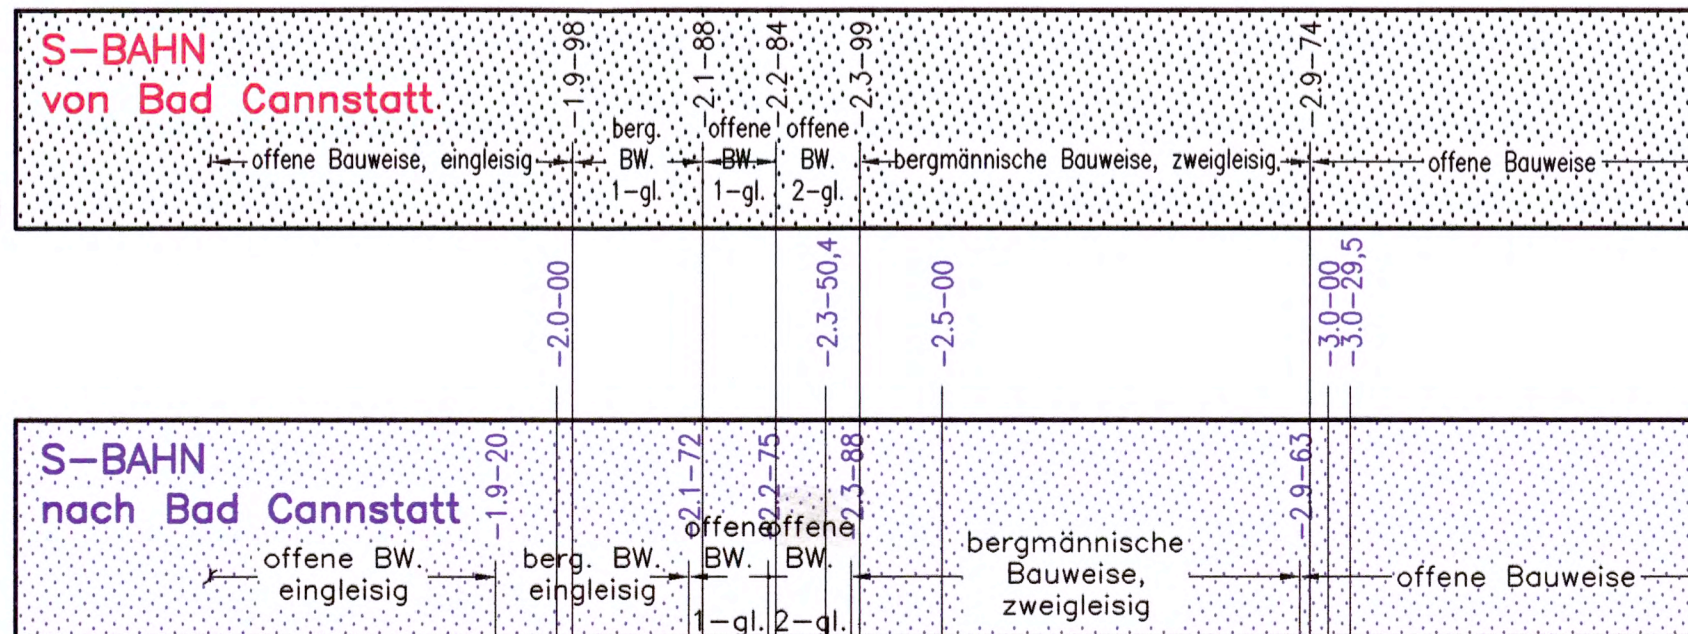 S-BAHN
von Bad Cannstatt
-1.9-98
-2.1-88
-2.2-84
-2.3-99
-2.9-74
offene Bauweise, eingleisig
berg.
BW.
1-gl.
offene
BW.
1-gl.
offene
BW.
2-gl.
bergmännische Bauweise, zweigleisig
offene Bauweise
-2.0-00
-2.3-50,4
-2.5-00
-3.0-00
-3.0-29,5
S-BAHN
nach Bad Cannstatt
-1.9-20
-2.1-72
-2.2-75
-2.3-88
-2.9-63
offene BW.
eingleisig
berg. BW.
eingleisig
offene
BW.
1-gl.
offene
BW.
2-gl.
bergmännische
Bauweise,
zweigleisig
offene Bauweise